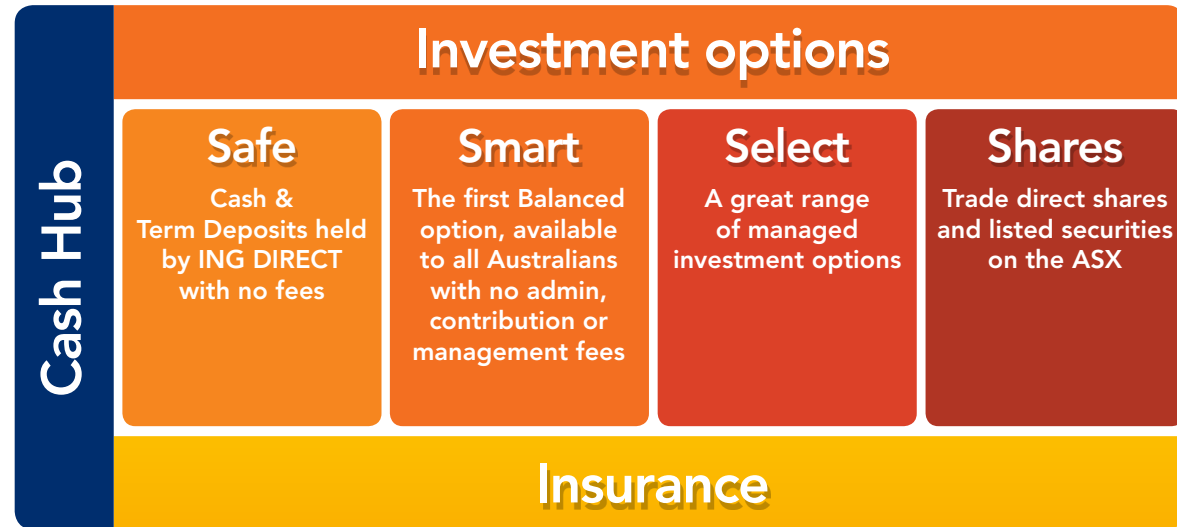 Cash Hub
Investment options
Safe
Cash &
Term Deposits held
by ING DIRECT
with no fees
Smart
The first Balanced
option, available
to all Australians
with no admin,
contribution or
management fees
Select
A great range
of managed
investment options
Shares
Trade direct shares
and listed securities
on the ASX
Insurance